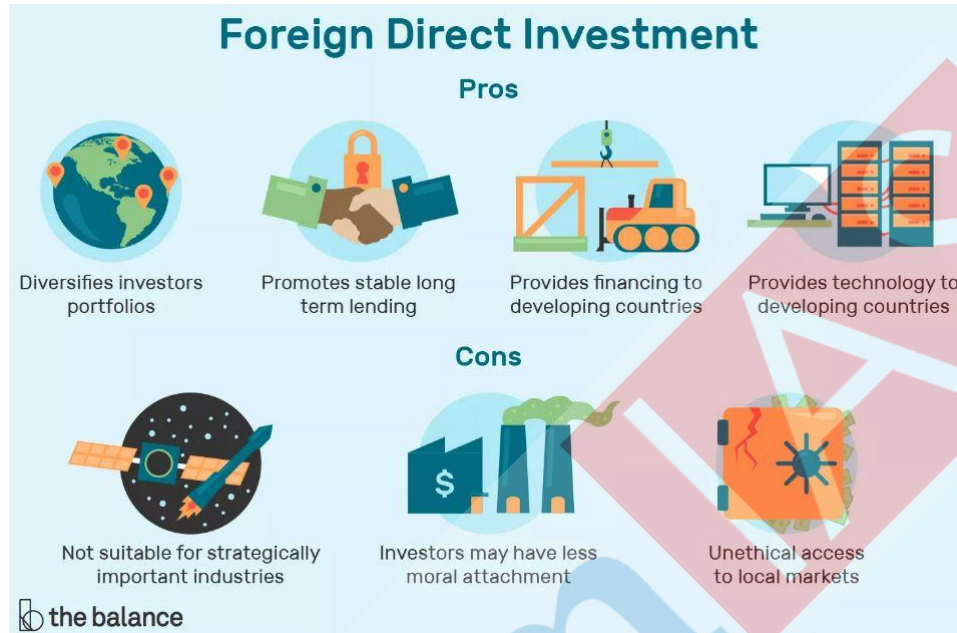 Foreign Direct Investment
Pros
Diversifies investors
portfolios
Promotes stable long
term lending
Provides financing to
developing countries
Provides technology to
developing countries
Cons
$
Not suitable for strategically
important industries
Investors may have less
moral attachment
Unethical access
to local markets
the balance